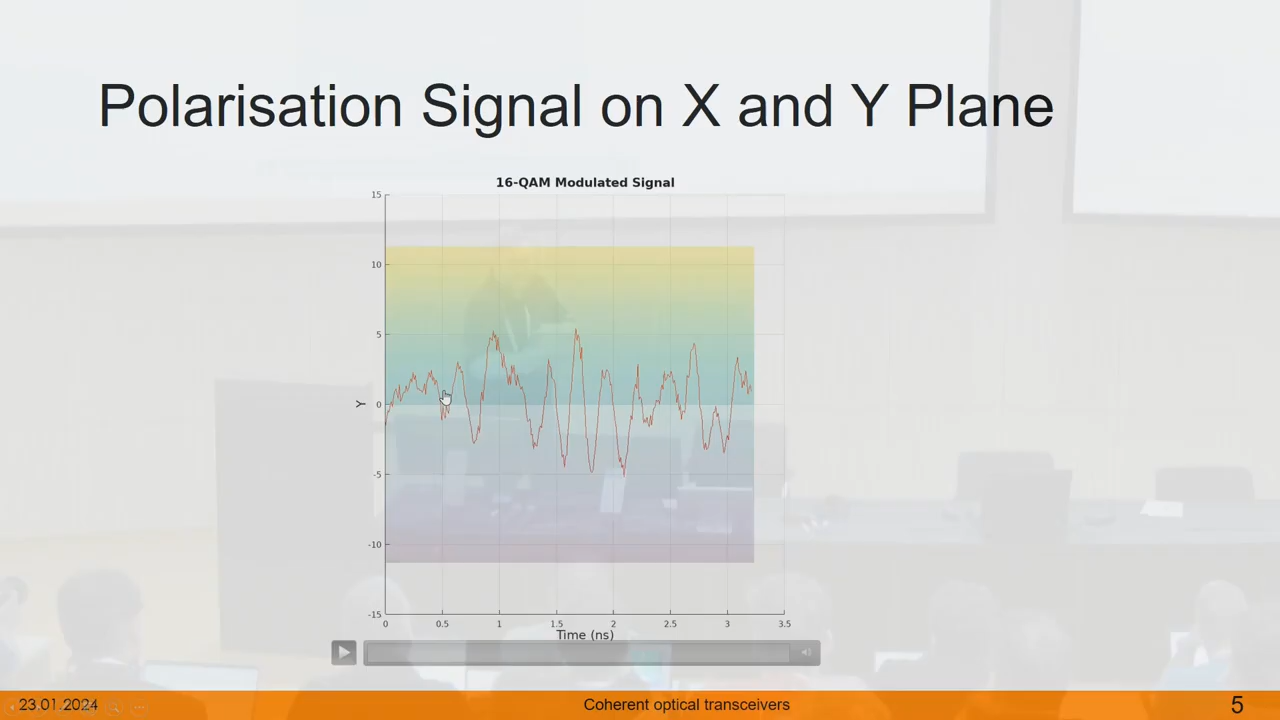 Polarisation Signal on X and Y Plane
16-QAM Modulated Signal
15
10
5
0
-5
-10
-15
Y
0 0.5 1 1.5 2 2.5 3 3.5
Time (ns)
23.01.2024
Coherent optical transceivers
5